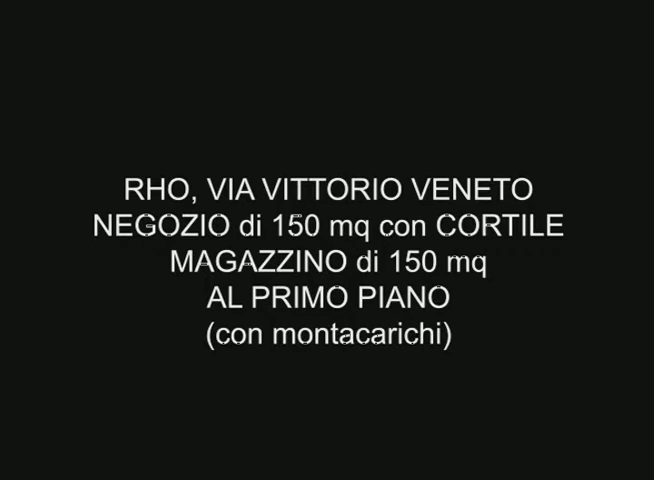 RHO, VIA VITTORIO VENETO
NEGOZIO di 150 mq con CORTILE
MAGAZZINO di 150 mq
AL PRIMO PIANO
(con montacarichi)